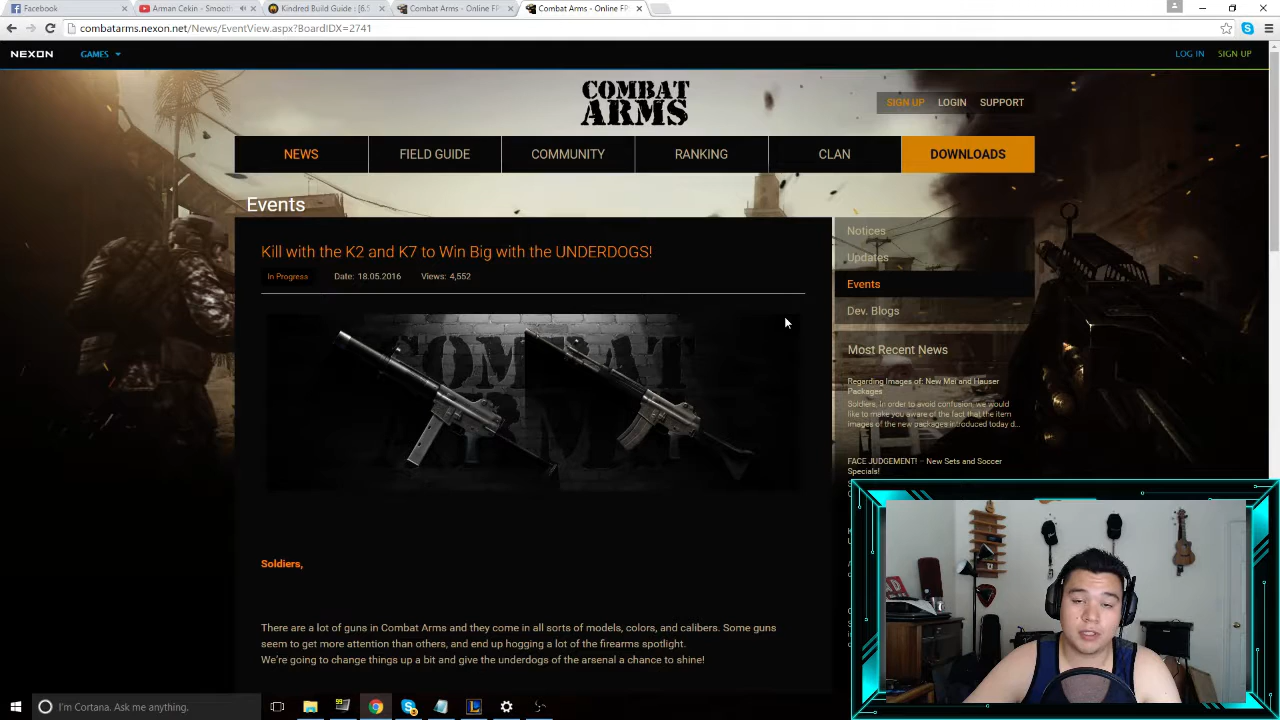 Facebook
Arman Cekin - Smooth
Kindred Build Guide : [6.5
Combat Arms - Online FP
Combat Arms - Online FP
combatarms.nexon.net/News/EventView.aspx?BoardIDX=2741
NEXON
GAMES
LOG IN
SIGN UP
COMBAT
ARMS
SIGN UP
LOGIN
SUPPORT
NEWS
FIELD GUIDE
COMMUNITY
RANKING
CLAN
DOWNLOADS
Events
Kill with the K2 and K7 to Win Big with the UNDERDOGS!
In Progress
Date: 18.05.2016
Views: 4,552
COMBAT
Soldiers,
There are a lot of guns in Combat Arms and they come in all sorts of models, colors, and calibers. Some guns
seem to get more attention than others, and end up hogging a lot of the firearms spotlight.
We're going to change things up a bit and give the underdogs of the arsenal a chance to shine!
Notices
Updates
Events
Dev. Blogs
Most Recent News
Regarding Images of: New Mei and Hauser
Packages
Soldiers, In order to avoid confusion, we would
like to make you aware of the fact that the item
images of the new packages introduced today d...
FACE JUDGEMENT! – New Sets and Soccer
Specials!
I'm Cortana. Ask me anything.